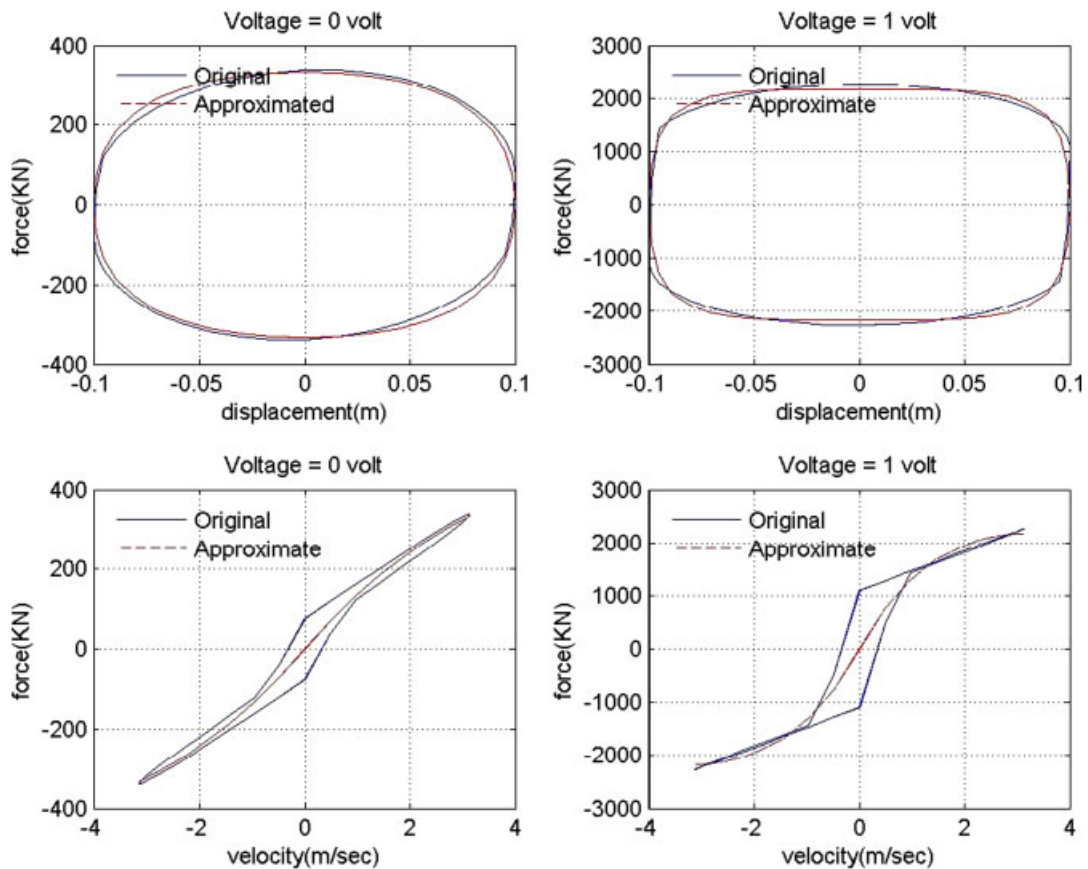 Voltage = 0 volt
400
200
0
-200
-400
force(KN)
Original
Approximated
-0.1
-0.05
0
0.05
0.1
displacement(m)
Voltage = 1 volt
3000
2000
1000
0
-1000
-2000
-3000
force(KN)
Original
Approximate
-0.1
-0.05
0
0.05
0.1
displacement(m)
Voltage = 0 volt
400
200
0
-200
-400
force(KN)
Original
Approximate
-4
-2
0
2
4
velocity(m/sec)
Voltage = 1 volt
3000
2000
1000
0
-1000
-2000
-3000
force(KN)
Original
Approximate
-4
-2
0
2
4
velocity(m/sec)